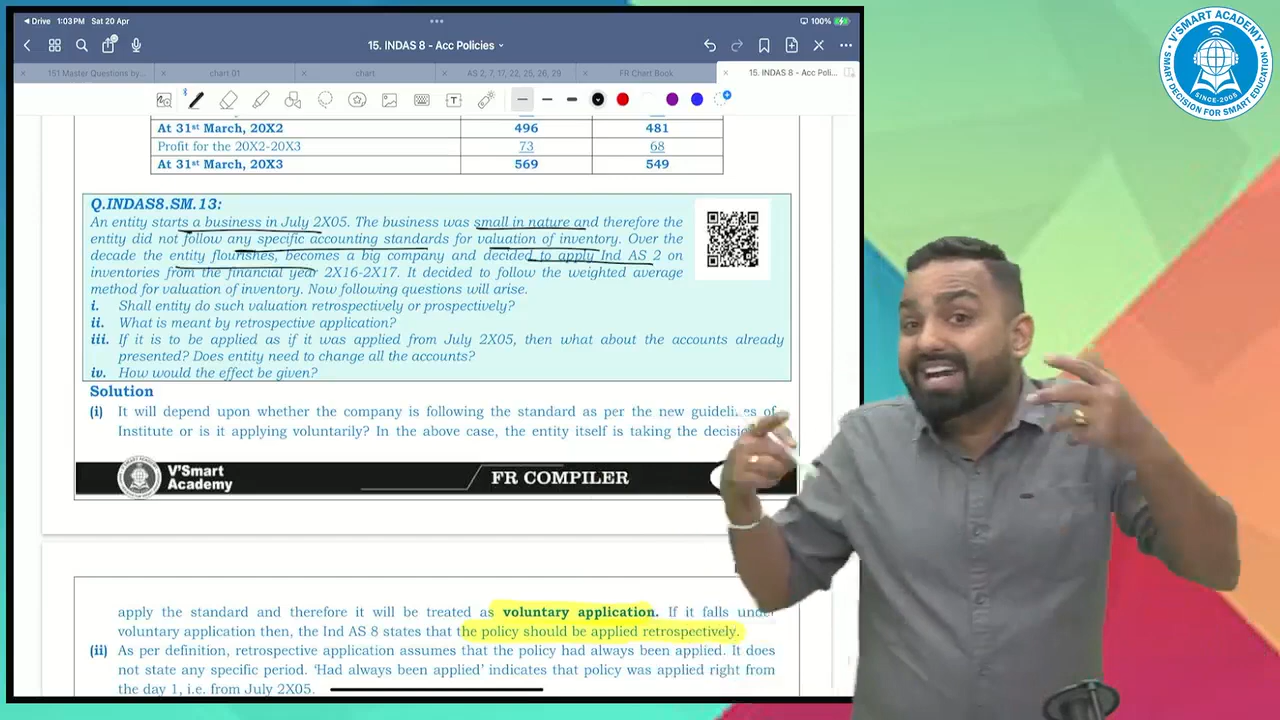 Drive 1:03 PM Sat 20 Apr
100%
15. INDAS 8 - Acc Policies
151 Master Questions by...
chart 01
chart
AS 2, 7, 17, 22, 25, 26, 29
FR Chart Book
15. INDAS 8 - Acc Poli...
V'SMART ACADEMY
SINCE-2005
SMART DECISION FOR SMART EDUCATION
At 31st March, 20X2 496 481
Profit for the 20X2-20X3 73 68
At 31st March, 20X3 569 549
Q.INDAS8.SM.13:
An entity starts a business in July 2X05. The business was small in nature and therefore the
entity did not follow any specific accounting standards for valuation of inventory. Over the
decade the entity flourishes, becomes a big company and decided to apply Ind AS 2 on
inventories from the financial year 2X16-2X17. It decided to follow the weighted average
method for valuation of inventory. Now following questions will arise.
i. Shall entity do such valuation retrospectively or prospectively?
ii. What is meant by retrospective application?
iii. If it is to be applied as if it was applied from July 2X05, then what about the accounts already
presented? Does entity need to change all the accounts?
iv. How would the effect be given?
Solution
(i) It will depend upon whether the company is following the standard as per the new guidelines of
Institute or is it applying voluntarily? In the above case, the entity itself is taking the
V'Smart
Academy
FR COMPILER
apply the standard and therefore it will be treated as voluntary application. If it falls under
voluntary application then, the Ind AS 8 states that the policy should be applied retrospectively.
(ii) As per definition, retrospective application assumes that the policy had always been applied. It does
not state any specific period. 'Had always been applied' indicates that policy was applied right from
the day 1, i.e. from July 2X05.